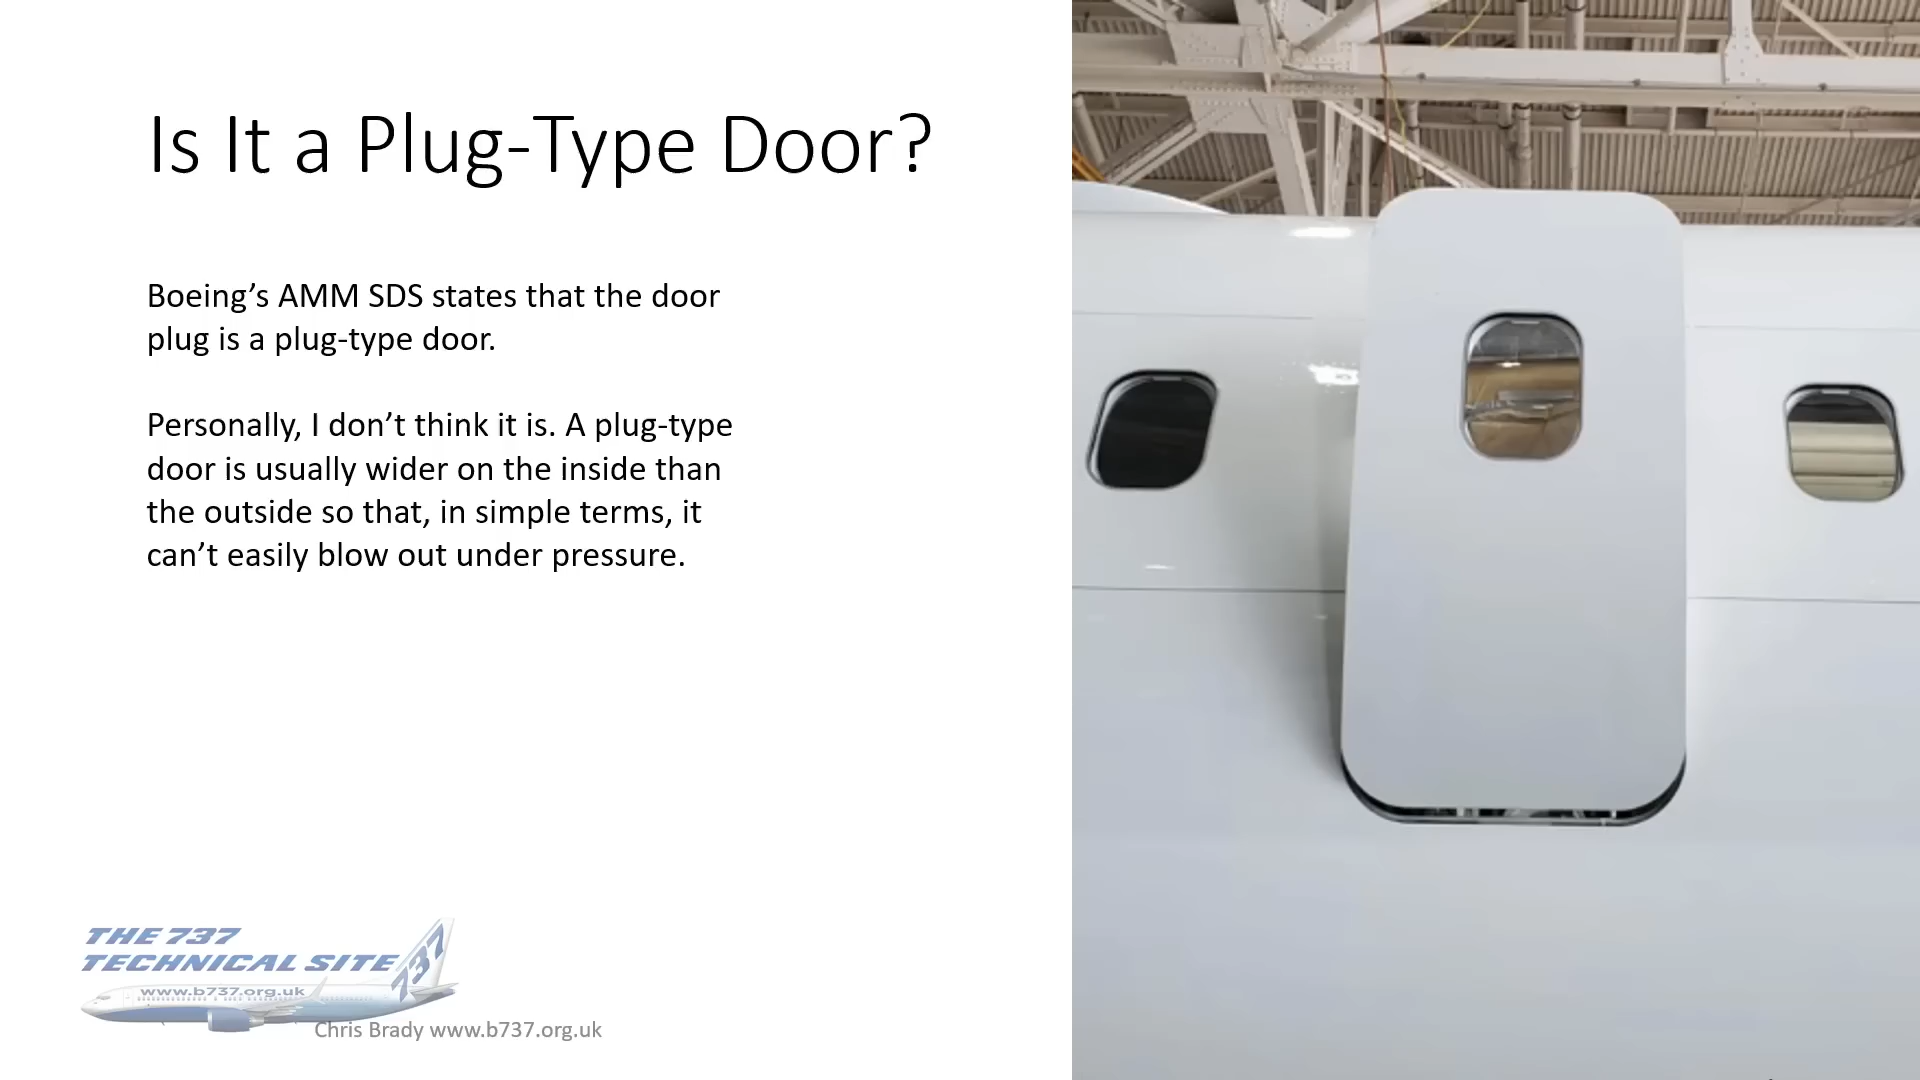 Is It a Plug-Type Door?
Boeing’s AMM SDS states that the door
plug is a plug-type door.
Personally, I don’t think it is. A plug-type
door is usually wider on the inside than
the outside so that, in simple terms, it
can’t easily blow out under pressure.
THE 737
TECHNICAL SITE
737
www.b737.org.uk
Chris Brady www.b737.org.uk